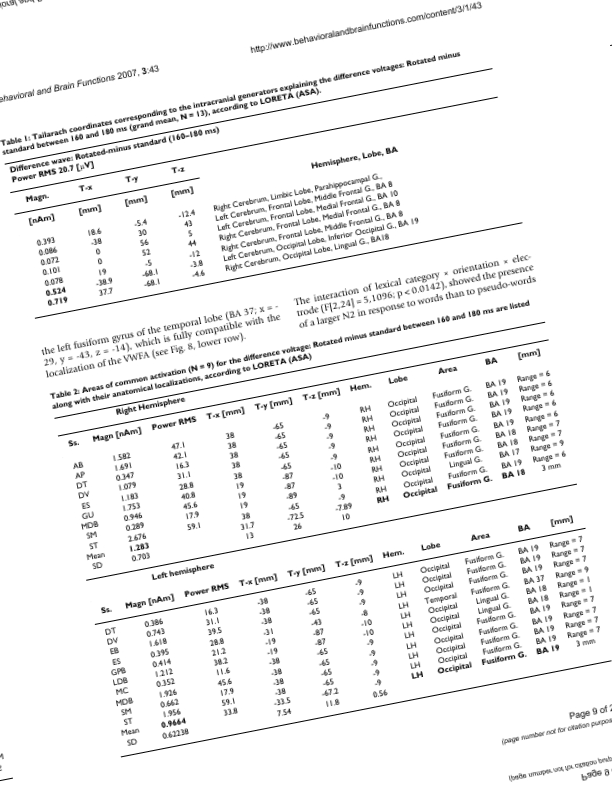 http://www.behavioralandbrainfunctions.com/content/3/1/43
ehavioral and Brain Functions 2007, 3:43
Table 1: Tailarach coordinates corresponding to the intracranial generators explaining the difference voltages: Rotated minus
standard between 160 and 180 ms (grand mean, N = 13), according to LORETA (ASA).
Difference wave: Rotated-minus standard (160–180 ms)
Power RMS 20.7 [µV]
Magn. T-x T-y T-z Hemisphere, Lobe, BA
[nAm] [mm] [mm] [mm]
0.393 18.6 -5.4 -12.4 Right Cerebrum, Limbic Lobe, Parahippocampal G.,
0.086 -38 30 43 Left Cerebrum, Frontal Lobe, Middle Frontal G., BA 8
0.072 0 56 5 Left Cerebrum, Frontal Lobe, Medial Frontal G., BA 10
0.101 0 52 44 Right Cerebrum, Frontal Lobe, Medial Frontal G., BA 8
0.078 19 -5 -12 Right Cerebrum, Frontal Lobe, Middle Frontal G., BA 8
0.524 -38.9 -68.1 -3.8 Left Cerebrum, Occipital Lobe, Inferior Occipital G., BA 19
0.719 37.7 -68.1 -4.6 Right Cerebrum, Occipital Lobe, Lingual G., BA18
the left fusiform gyrus of the temporal lobe (BA 37; x = -
29, y = -43, z = -14), which is fully compatible with the
localization of the VWFA (see Fig. 8, lower row).
The interaction of lexical category × orientation × elec-
trode (F[2,24] = 5,1096; p < 0.0142), showed the presence
of a larger N2 in response to words than to pseudo-words
Table 2: Areas of common activation (N = 9) for the difference voltage: Rotated minus standard between 160 and 180 ms are listed
along with their anatomical localizations, according to LORETA (ASA)
Right Hemisphere
Ss. Magn [nAm] Power RMS T-x [mm] T-y [mm] T-z [mm] Hem. Lobe Area BA [mm]
AB 1.582 47.1 38 -65 -9 RH Occipital Fusiform G. BA 19 Range = 6
AP 1.691 42.1 38 -65 -9 RH Occipital Fusiform G. BA 19 Range = 6
DT 0.347 16.3 38 -65 -9 RH Occipital Fusiform G. BA 19 Range = 6
DV 1.079 31.1 38 -65 -9 RH Occipital Fusiform G. BA 19 Range = 6
ES 1.183 28.8 19 -87 -10 RH Occipital Fusiform G. BA 18 Range = 7
GU 1.753 40.8 19 -87 -10 RH Occipital Fusiform G. BA 18 Range = 7
MDB 0.946 45.6 19 -89 3 RH Occipital Lingual G. BA 17 Range = 9
SM 0.289 17.9 38 -65 -9 RH Occipital Fusiform G. BA 19 Range = 6
ST 2.676 59.1
Mean 1.283 31.7 -72.5 -7.89 RH Occipital Fusiform G. BA 18 3 mm
SD 0.703 13 26 10
Left hemisphere
Ss. Magn [nAm] Power RMS T-x [mm] T-y [mm] T-z [mm] Hem. Lobe Area BA [mm]
DT 0.386 16.3 -38 -65 -9 LH Occipital Fusiform G. BA 19 Range = 7
DV 0.743 31.1 -38 -65 -9 LH Occipital Fusiform G. BA 19 Range = 7
EB 1.618 39.5 -38 -65 -9 LH Occipital Fusiform G. BA 19 Range = 7
ES 0.395 28.8 -31 -43 -8 LH Temporal Fusiform G. BA 37 Range = 9
GPB 0.414 21.2 -19 -87 -10 LH Occipital Lingual G. BA 18 Range = 1
LDB 1.212 38.2 -19 -87 -10 LH Occipital Lingual G. BA 18 Range = 1
MC 0.352 11.6 -38 -65 -9 LH Occipital Fusiform G. BA 19 Range = 7
MDB 1.926 45.6 -38 -65 -9 LH Occipital Fusiform G. BA 19 Range = 7
SM 0.662 17.9 -38 -65 -9 LH Occipital Fusiform G. BA 19 Range = 7
ST 1.956 59.1
Mean 0.9664 33.8 -33.5 -67.2 -9 LH Occipital Fusiform G. BA 19 3 mm
SD 0.62238 7.54 11.8 0.56
Page 9 of 2
(page number not for citation purpos